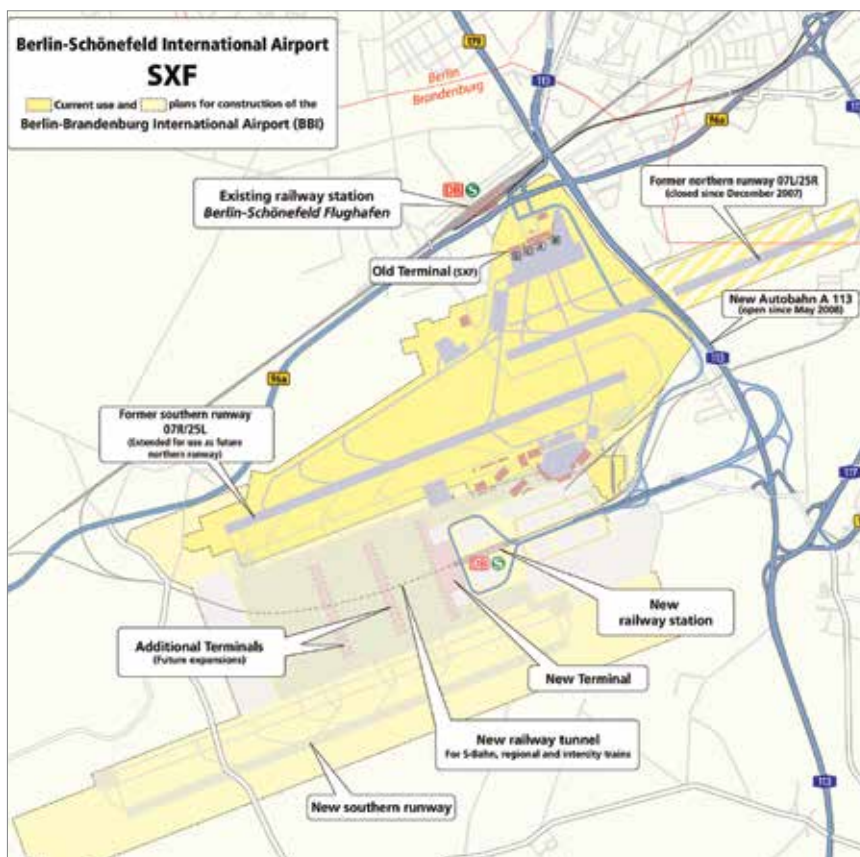 Berlin-Schönefeld International Airport
SXF
Current use and plans for construction of the
Berlin-Brandenburg International Airport (BBI)
179
113
Berlin
Brandenburg
96a
DB S
Existing railway station
Berlin-Schönefeld Flughafen
Former northern runway 07L/25R
(closed since December 2007)
Old Terminal (SXF)
New Autobahn A 113
(open since May 2008)
113
96a
Former southern runway
07R/25L
(Extended for use as future
northern runway)
117
DB S
New
railway station
Additional Terminals
(Future expansions)
New Terminal
New railway tunnel
For S-Bahn, regional and intercity trains
New southern runway
113